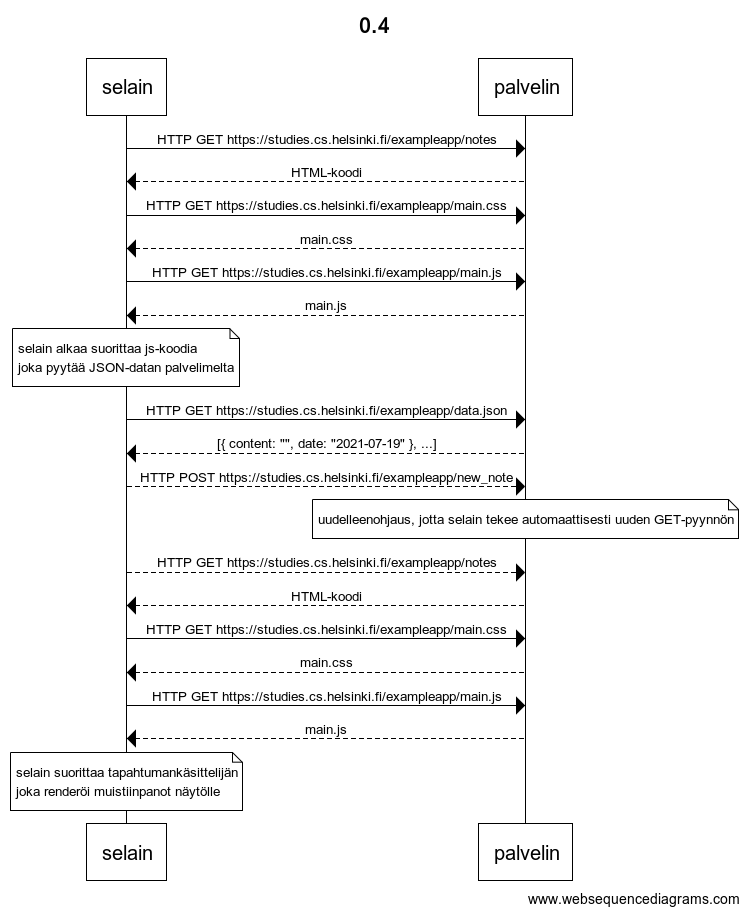 0.4
selain
palvelin
HTTP GET https://studies.cs.helsinki.fi/exampleapp/notes
HTML-koodi
HTTP GET https://studies.cs.helsinki.fi/exampleapp/main.css
main.css
HTTP GET https://studies.cs.helsinki.fi/exampleapp/main.js
main.js
selain alkaa suorittaa js-koodia
joka pyytää JSON-datan palvelimelta
HTTP GET https://studies.cs.helsinki.fi/exampleapp/data.json
[{ content: "", date: "2021-07-19" }, ...]
HTTP POST https://studies.cs.helsinki.fi/exampleapp/new_note
uudelleenohjaus, jotta selain tekee automaattisesti uuden GET-pyynnön
HTTP GET https://studies.cs.helsinki.fi/exampleapp/notes
HTML-koodi
HTTP GET https://studies.cs.helsinki.fi/exampleapp/main.css
main.css
HTTP GET https://studies.cs.helsinki.fi/exampleapp/main.js
main.js
selain suorittaa tapahtumankäsittelijän
joka renderöi muistiinpanot näytölle
selain
palvelin
www.websequencediagrams.com